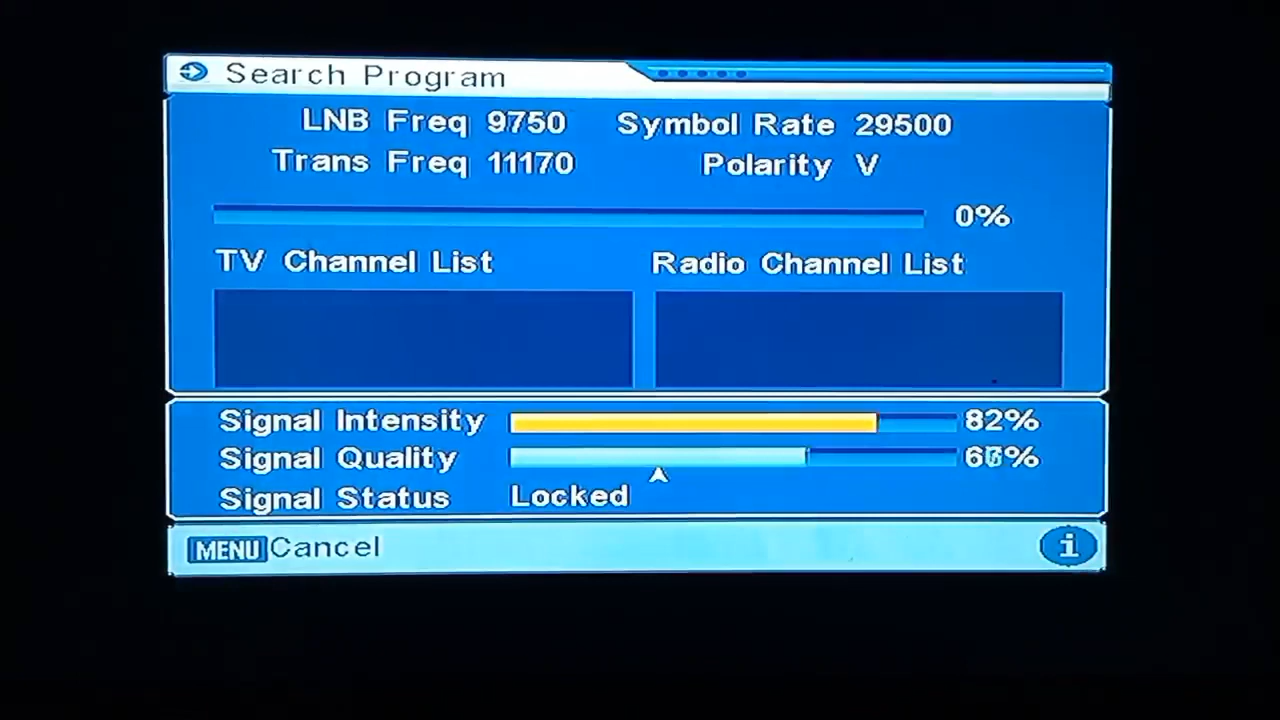 Search Program
LNB Freq 9750 Symbol Rate 29500
Trans Freq 11170 Polarity V
0%
TV Channel List Radio Channel List
Signal Intensity 82%
Signal Quality
Signal Status Locked
MENU Cancel i